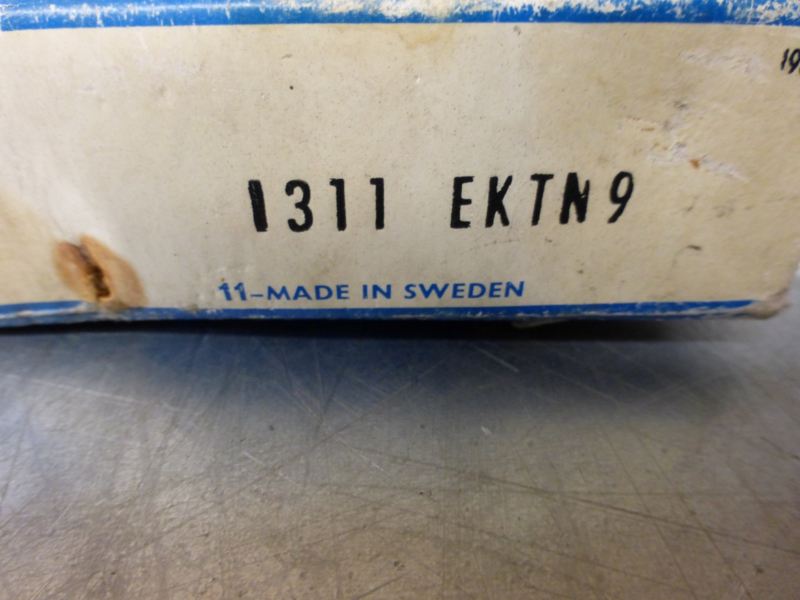 1311 EKTN9
11-MADE IN SWEDEN